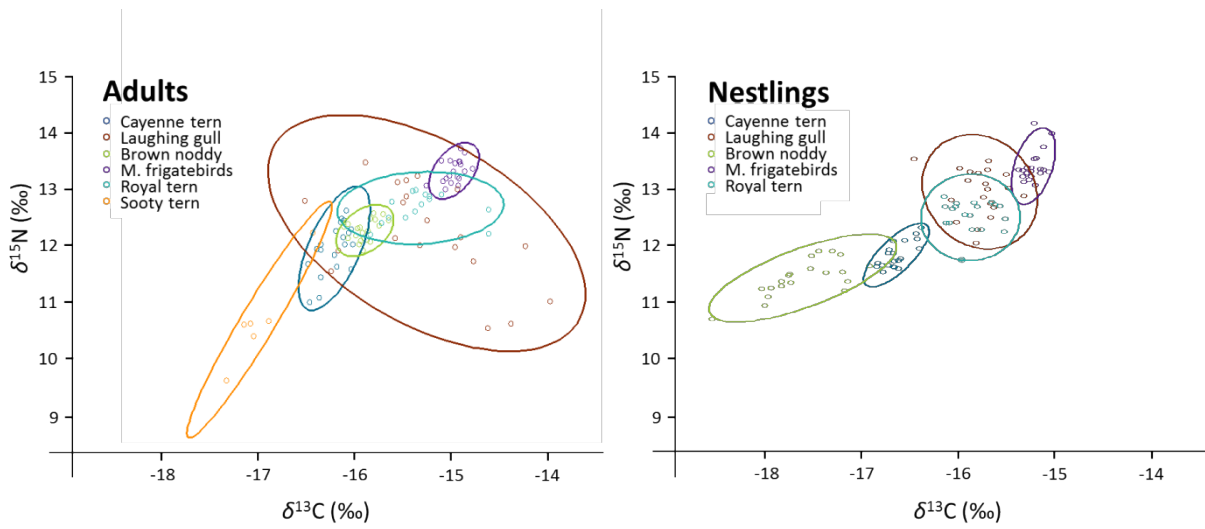 Adults
Cayenne tern
Laughing gull
Brown noddy
M. frigatebirds
Royal tern
Sooty tern
15
14
13
12
11
10
9
δ¹⁵N (‰)
-18 -17 -16 -15 -14
δ¹³C (‰)
Nestlings
Cayenne tern
Laughing gull
Brown noddy
M. frigatebirds
Royal tern
15
14
13
12
11
10
9
δ¹⁵N (‰)
-18 -17 -16 -15 -14
δ¹³C (‰)